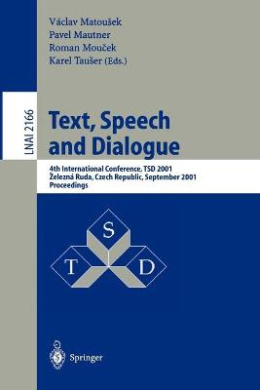 Václav Matoušek
Pavel Mautner
Roman Mouček
Karel Taušer (Eds.)
LNAI 2166
Text, Speech
and Dialogue
4th International Conference, TSD 2001
Železná Ruda, Czech Republic, September 2001
Proceedings
S
T D
Springer